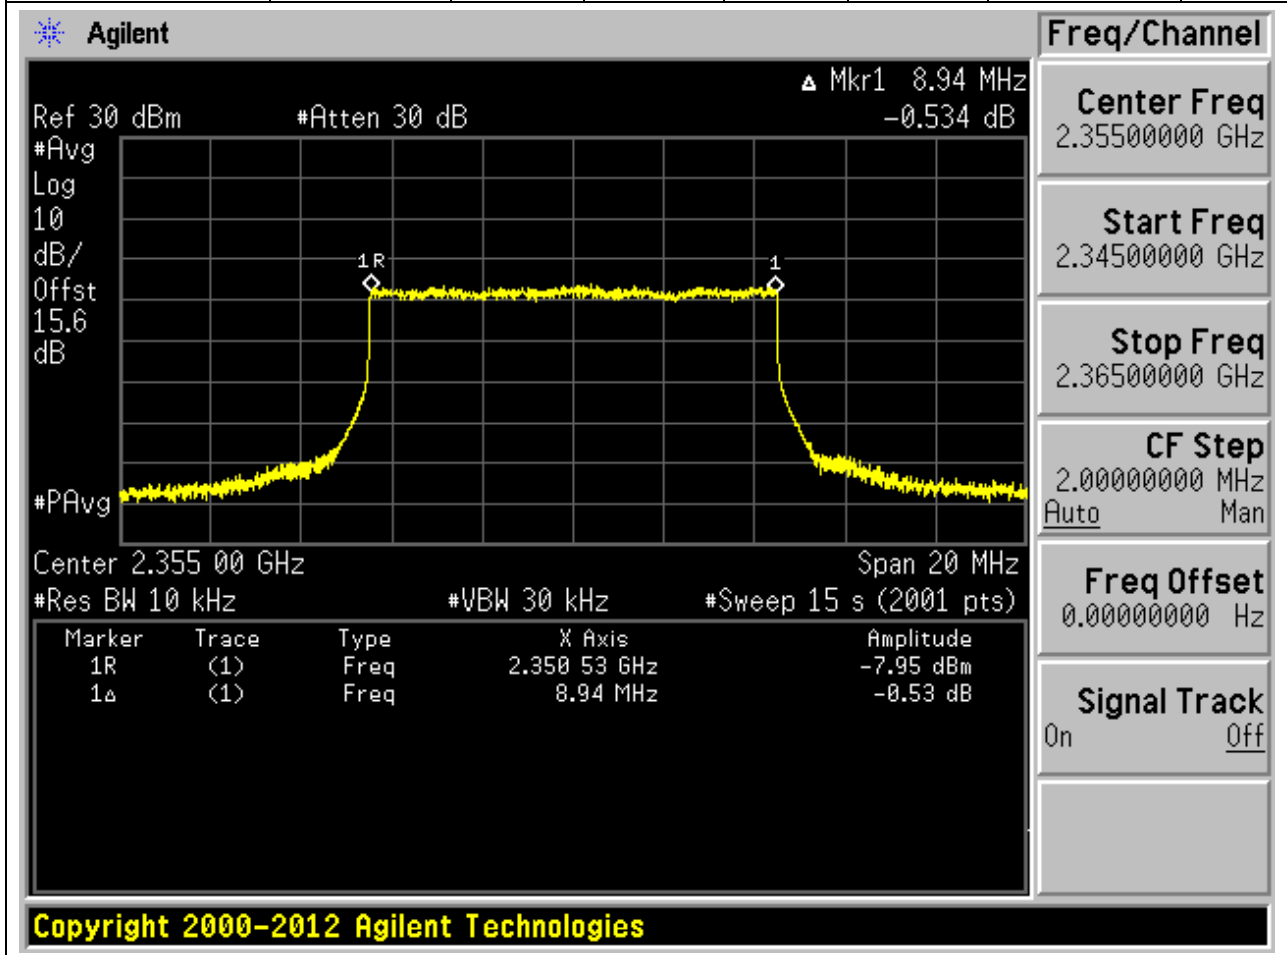 Agilent
Freq/Channel
▲ Mkr1 8.94 MHz
Ref 30 dBm #Atten 30 dB -0.534 dB
#Avg
Log
10
dB/
Offst
15.6
dB
#PAvg
1R
1
Center 2.355 00 GHz Span 20 MHz
#Res BW 10 kHz #VBW 30 kHz #Sweep 15 s (2001 pts)
Marker Trace Type X Axis Amplitude
1R (1) Freq 2.350 53 GHz -7.95 dBm
1▵ (1) Freq 8.94 MHz -0.53 dB
Center Freq
2.35500000 GHz
Start Freq
2.34500000 GHz
Stop Freq
2.36500000 GHz
CF Step
2.00000000 MHz
Auto Man
Freq Offset
0.00000000 Hz
Signal Track
On Off
Copyright 2000-2012 Agilent Technologies